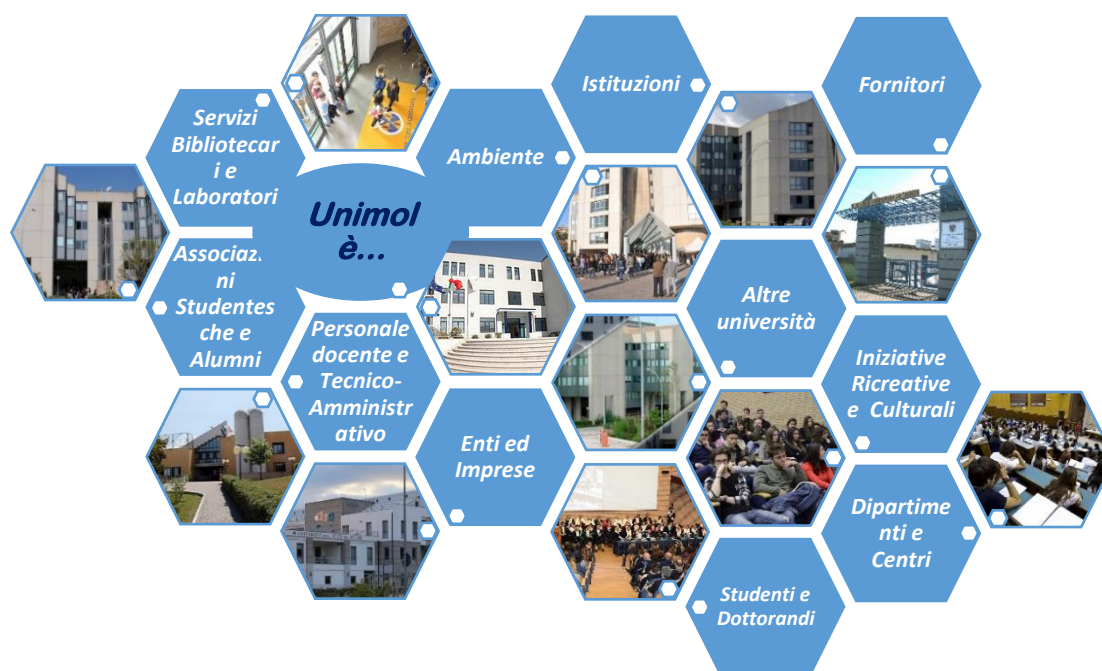 Istituzioni
Fornitori
Servizi
Bibliotecar
i e
Laboratori
Ambiente
Unimol
è...
Associazio
ni
Studentes
che e
Alumni
Altre
università
Personale
docente e
Tecnico-
Amministr
ativo
Iniziative
Ricreative
e Culturali
Enti ed
Imprese
Dipartime
nti e
Centri
Studenti e
Dottorandi